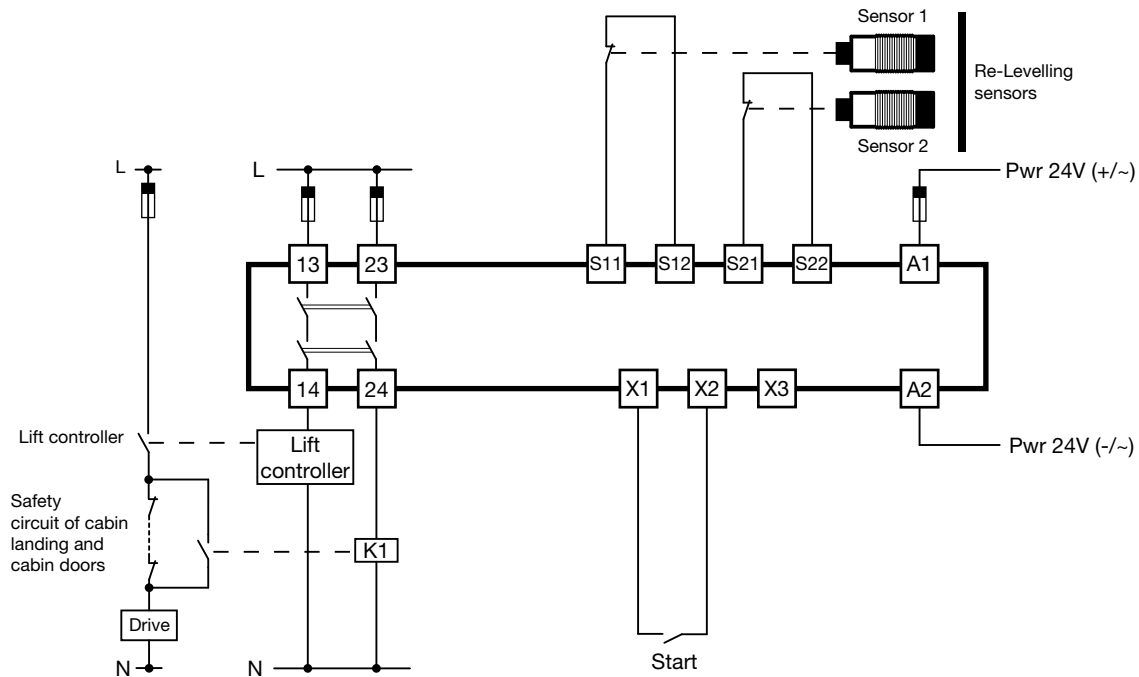 Sensor 1
Re-Levelling
sensors
Sensor 2
L
L
Pwr 24V (+/~)
13
23
S11
S12
S21
S22
A1
14
24
X1
X2
X3
A2
Lift controller
Lift
controller
Pwr 24V (-/~)
Safety
circuit of cabin
landing and
cabin doors
K1
Drive
Start
N
N